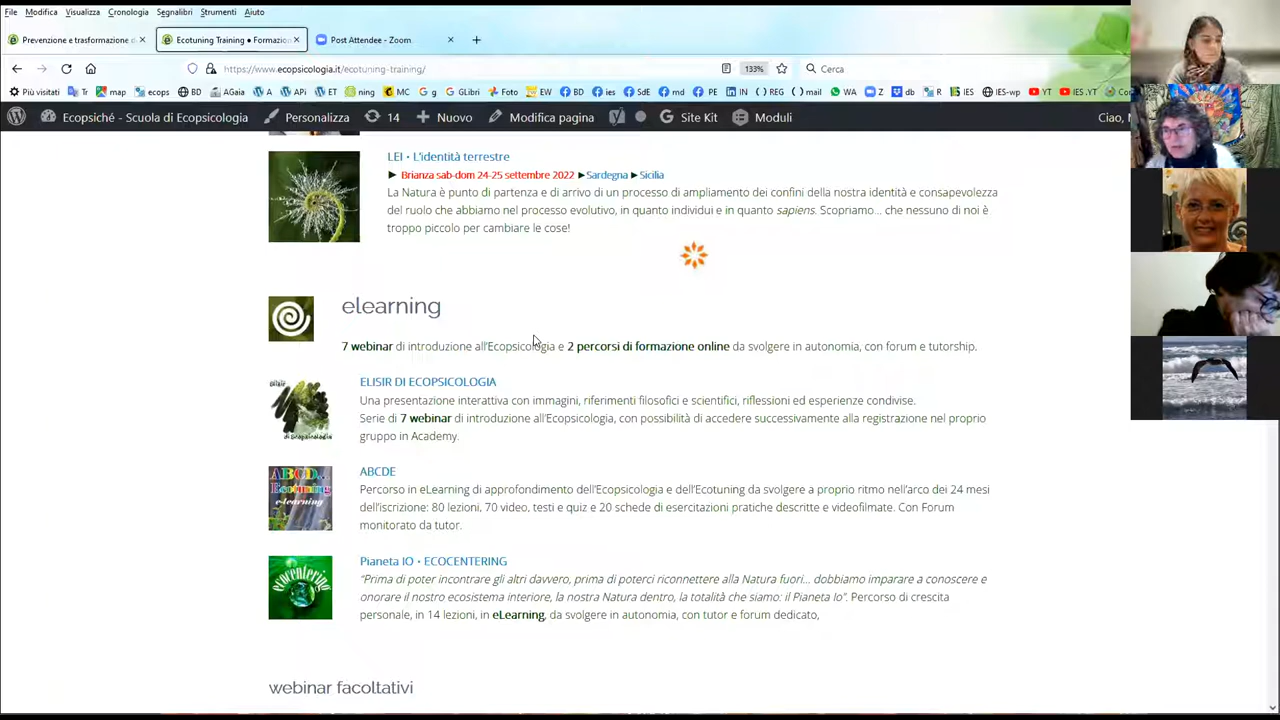 File Modifica Visualizza Cronologia Segnalibri Strumenti Aiuto
Prevenzione e trasformazione d × Ecotuning Training • Formazion × Post Attendee - Zoom × +
https://www.ecopsicologia.it/ecotuning-training/ 133% Cerca
Più visitati Tr map ecops BD AGaia A APi ET ning MC g GLibri Foto EW BD ies SdE md PE IN ( REG ( mail WA Z db R IES IES-wp YT IES .YT Cor
Ecopsiché - Scuola di Ecopsicologia Personalizza 14 Nuovo Modifica pagina Site Kit Moduli Ciao, M
LEI • L'identità terrestre
► Brianza sab-dom 24-25 settembre 2022 ►Sardegna ►Sicilia
La Natura è punto di partenza e di arrivo di un processo di ampliamento dei confini della nostra identità e consapevolezza
del ruolo che abbiamo nel processo evolutivo, in quanto individui e in quanto sapiens. Scopriamo… che nessuno di noi è
troppo piccolo per cambiare le cose!
elearning
7 webinar di introduzione all'Ecopsicologia e 2 percorsi di formazione online da svolgere in autonomia, con forum e tutorship.
elisir
di Ecopsicologia
ELISIR DI ECOPSICOLOGIA
Una presentazione interattiva con immagini, riferimenti filosofici e scientifici, riflessioni ed esperienze condivise.
Serie di 7 webinar di introduzione all'Ecopsicologia, con possibilità di accedere successivamente alla registrazione nel proprio
gruppo in Academy.
ABCD...
Ecotuning
eLearning
ABCDE
Percorso in eLearning di approfondimento dell'Ecopsicologia e dell'Ecotuning da svolgere a proprio ritmo nell'arco dei 24 mesi
dell'iscrizione: 80 lezioni, 70 video, testi e quiz e 20 schede di esercitazioni pratiche descritte e videofilmate. Con Forum
monitorato da tutor.
ecocentering
Pianeta IO • ECOCENTERING
"Prima di poter incontrare gli altri davvero, prima di poterci riconnettere alla Natura fuori… dobbiamo imparare a conoscere e
onorare il nostro ecosistema interiore, la nostra Natura dentro, la totalità che siamo: il Pianeta Io". Percorso di crescita
personale, in 14 lezioni, in eLearning, da svolgere in autonomia, con tutor e forum dedicato,
webinar facoltativi